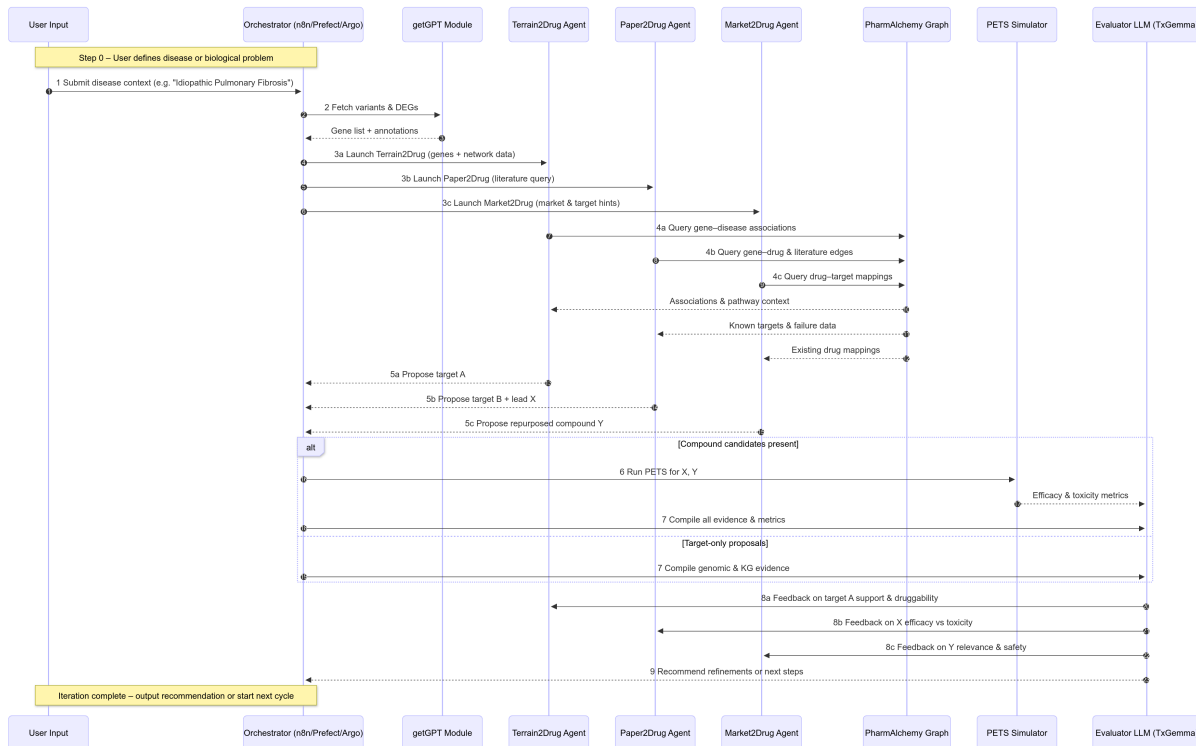 User Input
Orchestrator (n8n/Prefect/Argo)
getGPT Module
Terrain2Drug Agent
Paper2Drug Agent
Market2Drug Agent
PharmAlchemy Graph
PETS Simulator
Evaluator LLM (TxGemma
Step 0 – User defines disease or biological problem
1 Submit disease context (e.g. "Idiopathic Pulmonary Fibrosis")
2 Fetch variants & DEGs
Gene list + annotations
3a Launch Terrain2Drug (genes + network data)
3b Launch Paper2Drug (literature query)
3c Launch Market2Drug (market & target hints)
4a Query gene–disease associations
4b Query gene–drug & literature edges
4c Query drug–target mappings
Associations & pathway context
Known targets & failure data
Existing drug mappings
5a Propose target A
5b Propose target B + lead X
5c Propose repurposed compound Y
alt
[Compound candidates present]
6 Run PETS for X, Y
Efficacy & toxicity metrics
7 Compile all evidence & metrics
[Target-only proposals]
7 Compile genomic & KG evidence
8a Feedback on target A support & druggability
8b Feedback on X efficacy vs toxicity
8c Feedback on Y relevance & safety
9 Recommend refinements or next steps
Iteration complete – output recommendation or start next cycle
User Input
Orchestrator (n8n/Prefect/Argo)
getGPT Module
Terrain2Drug Agent
Paper2Drug Agent
Market2Drug Agent
PharmAlchemy Graph
PETS Simulator
Evaluator LLM (TxGemma